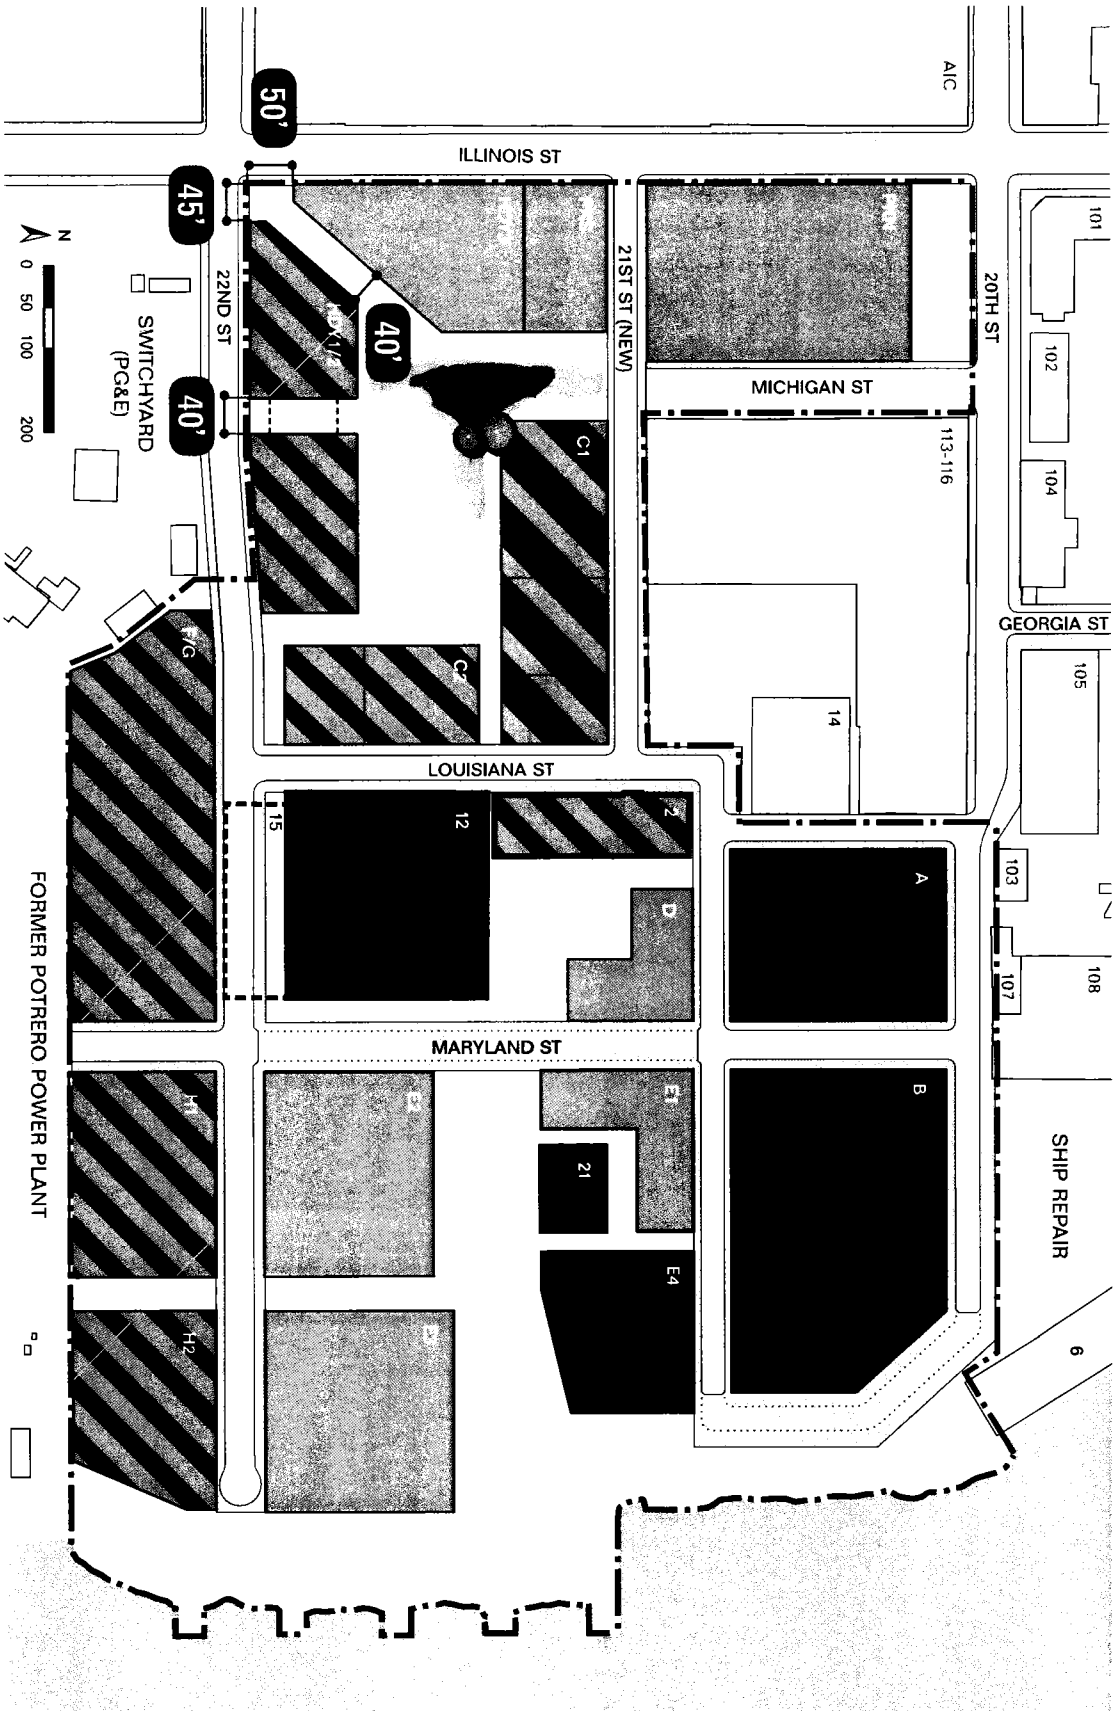 AIC
ILLINOIS ST
50'
45'
40'
40'
N
0 50 100 200
22ND ST
21ST ST (NEW)
20TH ST
MICHIGAN ST
SWITCHYARD
(PG&E)
101
102
104
113-116
14
GEORGIA ST
105
C1
C2
LOUISIANA ST
15
12
2
A
D
103
107
108
MARYLAND ST
FORMER POTRERO POWER PLANT
H1
E1
21
B
E4
H2
SHIP REPAIR
6